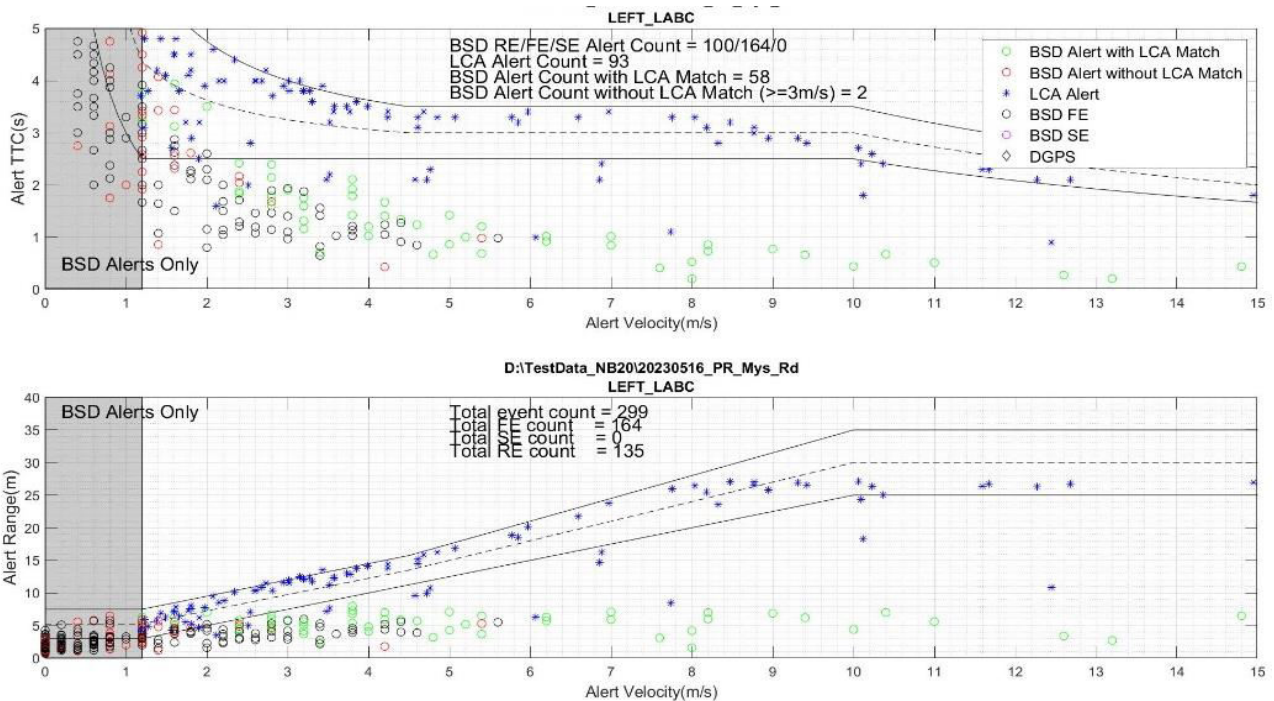 LEFT_LABC
BSD RE/FE/SE Alert Count = 100/164/0
LCA Alert Count = 93
BSD Alert Count with LCA Match = 58
BSD Alert Count without LCA Match (>=3m/s) = 2
BSD Alert with LCA Match
BSD Alert without LCA Match
LCA Alert
BSD FE
BSD SE
DGPS
Alert TTC(s)
5
4
3
2
1
0
BSD Alerts Only
0 1 2 3 4 5 6 7 8 9 10 11 12 13 14 15
Alert Velocity(m/s)
D:\TestData_NB20\20230516_PR_Mys_Rd
LEFT_LABC
BSD Alerts Only
Total event count = 299
Total FE count = 164
Total SE count = 0
Total RE count = 135
Alert Range(m)
40
35
30
25
20
15
10
5
0
0 1 2 3 4 5 6 7 8 9 10 11 12 13 14 15
Alert Velocity(m/s)